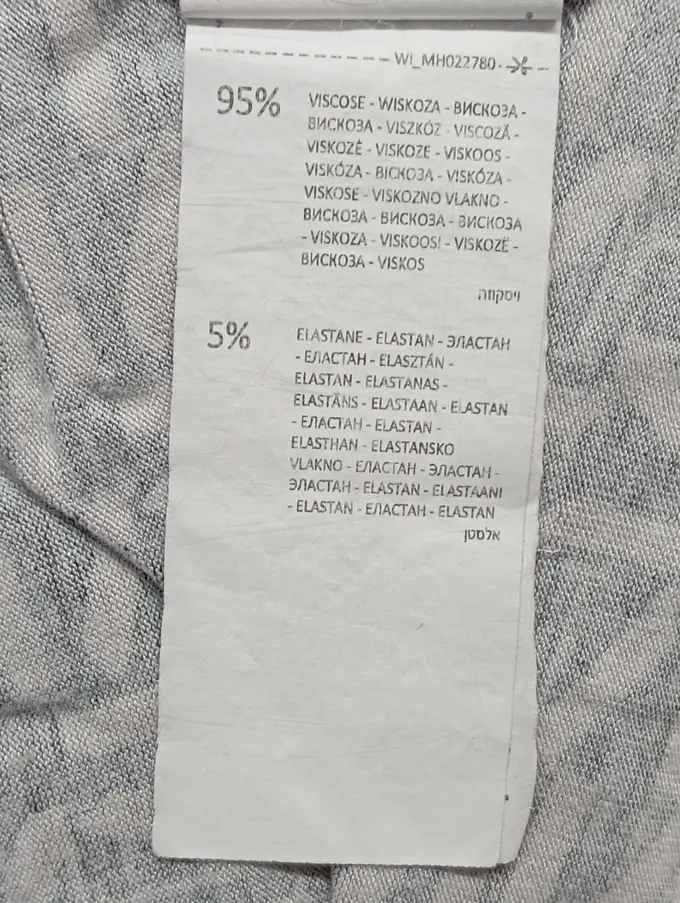 WI_MH022780
95%
VISCOSE - WISKOZA - ВИСКОЗА -
ВИСКОЗА - VISZKÓZ - VISCOZĂ -
VISKOZĖ - VISKOZE - VISKOOS -
VISKÓZA - ВІСКОЗА - VISKÓZA -
VISKOSE - VISKOZNO VLAKNO -
ВИСКОЗА - ВИСКОЗА - ВИСКОЗА
- VISKOZA - VISKOOSI - VISKOZË -
ВИСКОЗА - VISKOS
ויסקוזה
5%
ELASTANE - ELASTAN - ЭЛАСТАН
- ЕЛАСТАН - ELASZTÁN -
ELASTAN - ELASTANAS -
ELASTĀNS - ELASTAAN - ELASTAN
- ЕЛАСТАН - ELASTAN -
ELASTHAN - ELASTANSKO
VLAKNO - ЕЛАСТАН - ЭЛАСТАН -
ЭЛАСТАН - ELASTAN - ELASTAANI
- ELASTAN - ЕЛАСТАН - ELASTAN
אלסטן